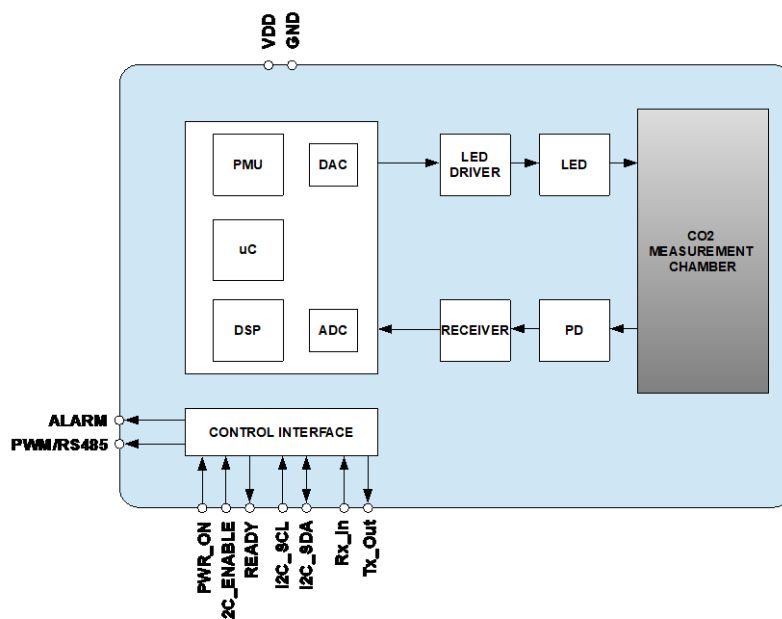 VDD
GND
PMU
DAC
LED
DRIVER
LED
uC
CO2
MEASUREMENT
CHAMBER
DSP
ADC
RECEIVER
PD
ALARM
PWM/RS485
CONTROL INTERFACE
PWR_ON
2C_ENABLE
READY
I2C_SCL
I2C_SDA
Rx_In
Tx_Out